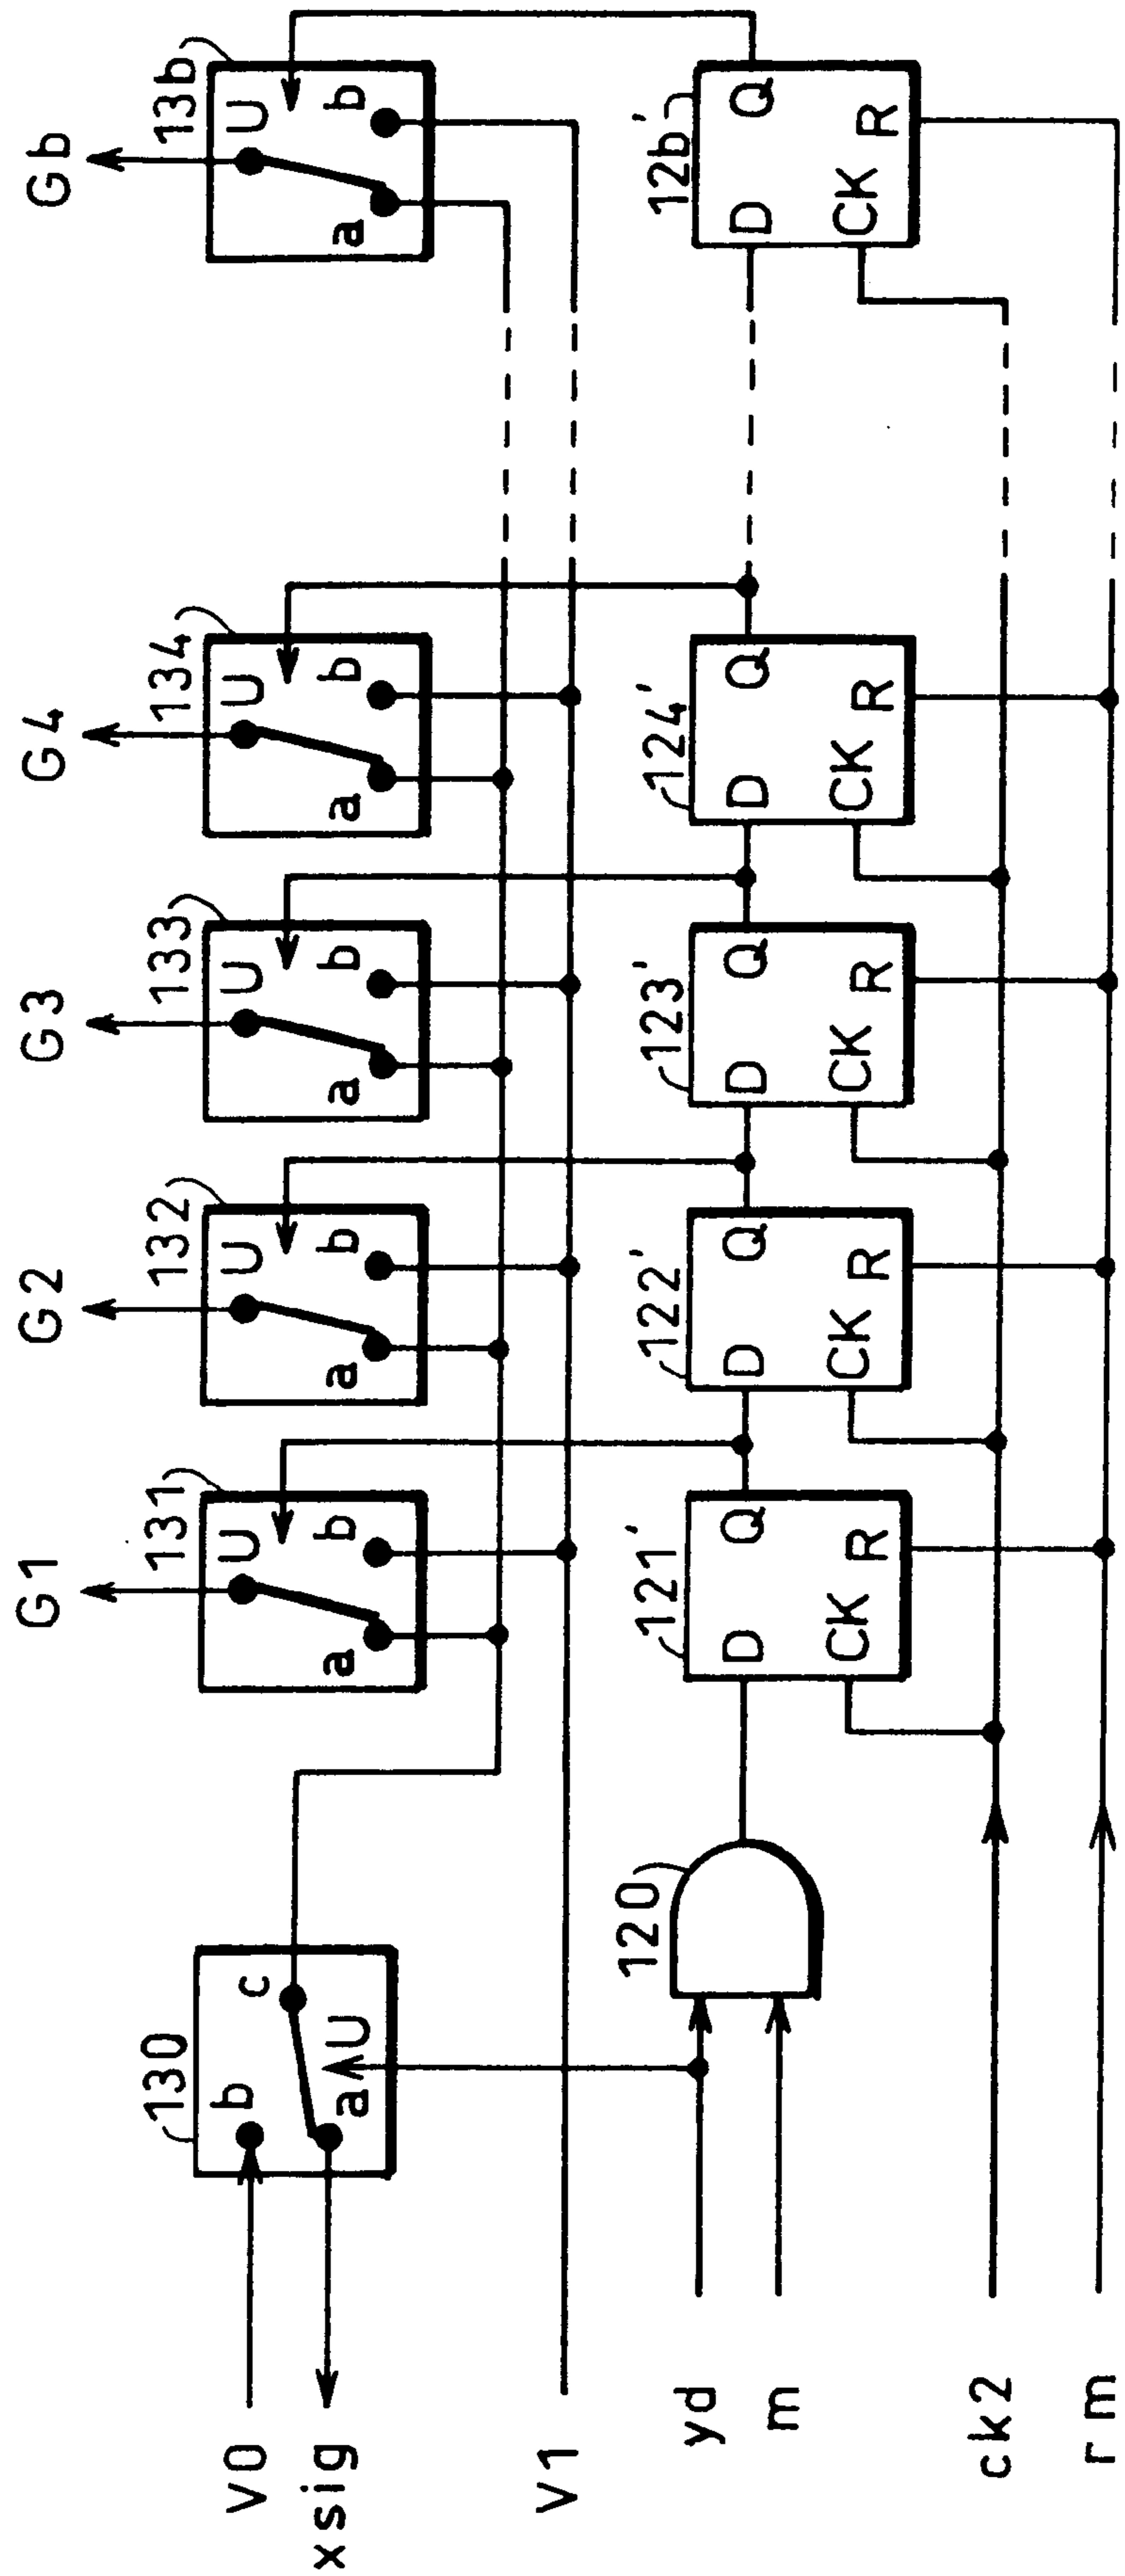 G1
G2
G3
G4
Gb
130
131
132
133
134
13b
b
c
a
U
U
a
b
U
a
b
U
a
b
U
a
b
U
a
b
V0
xsig
V1
120
121'
122'
123'
124'
12b'
D
Q
CK
R
D
Q
CK
R
D
Q
CK
R
D
Q
CK
R
D
Q
CK
R
yd
m
ck2
rm